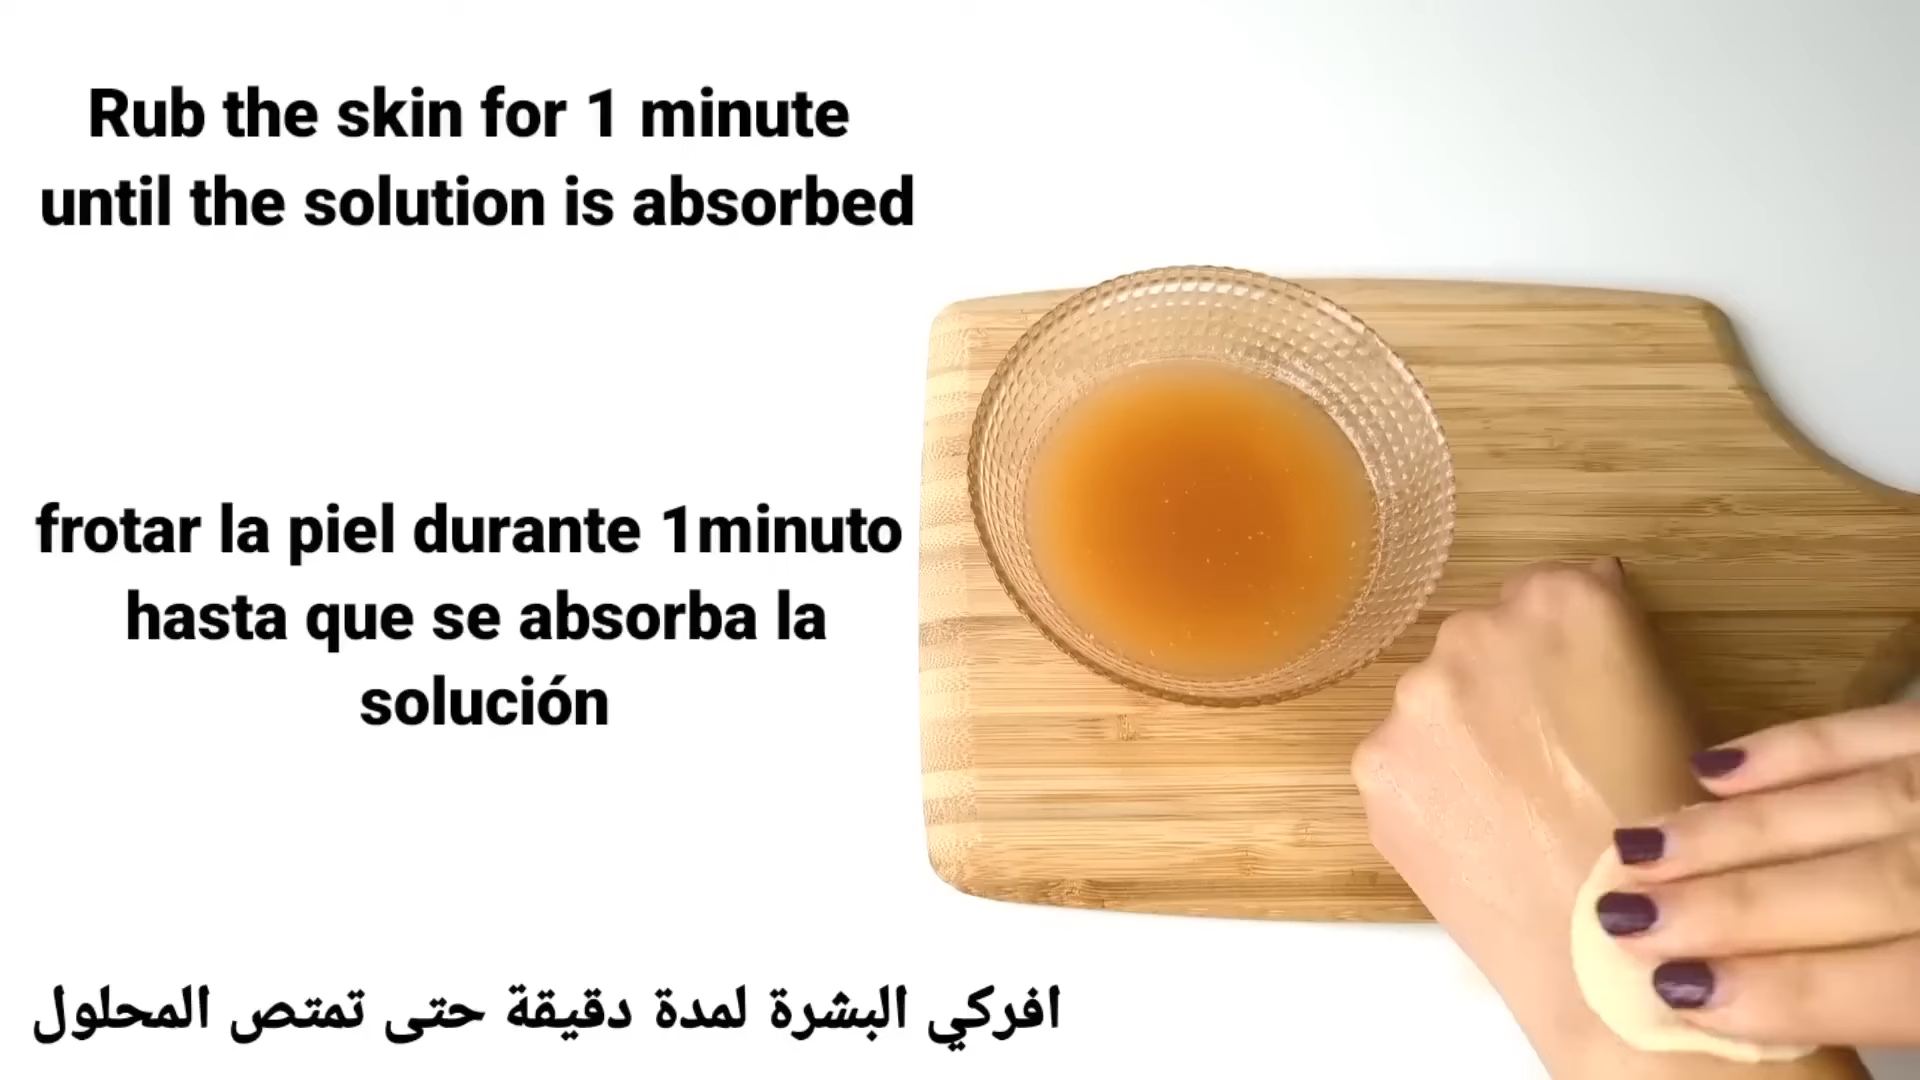 Rub the skin for 1 minute
until the solution is absorbed
frotar la piel durante 1minuto
hasta que se absorba la
solución
افركي البشرة لمدة دقيقة حتى تمتص المحلول